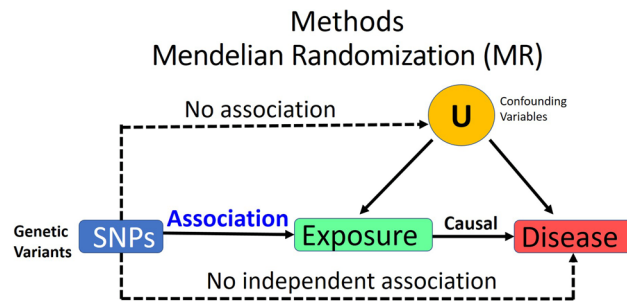 Methods
Mendelian Randomization (MR)
No association
U
Confounding
Variables
Association
Genetic
Variants
SNPs
Exposure
Causal
Disease
No independent association